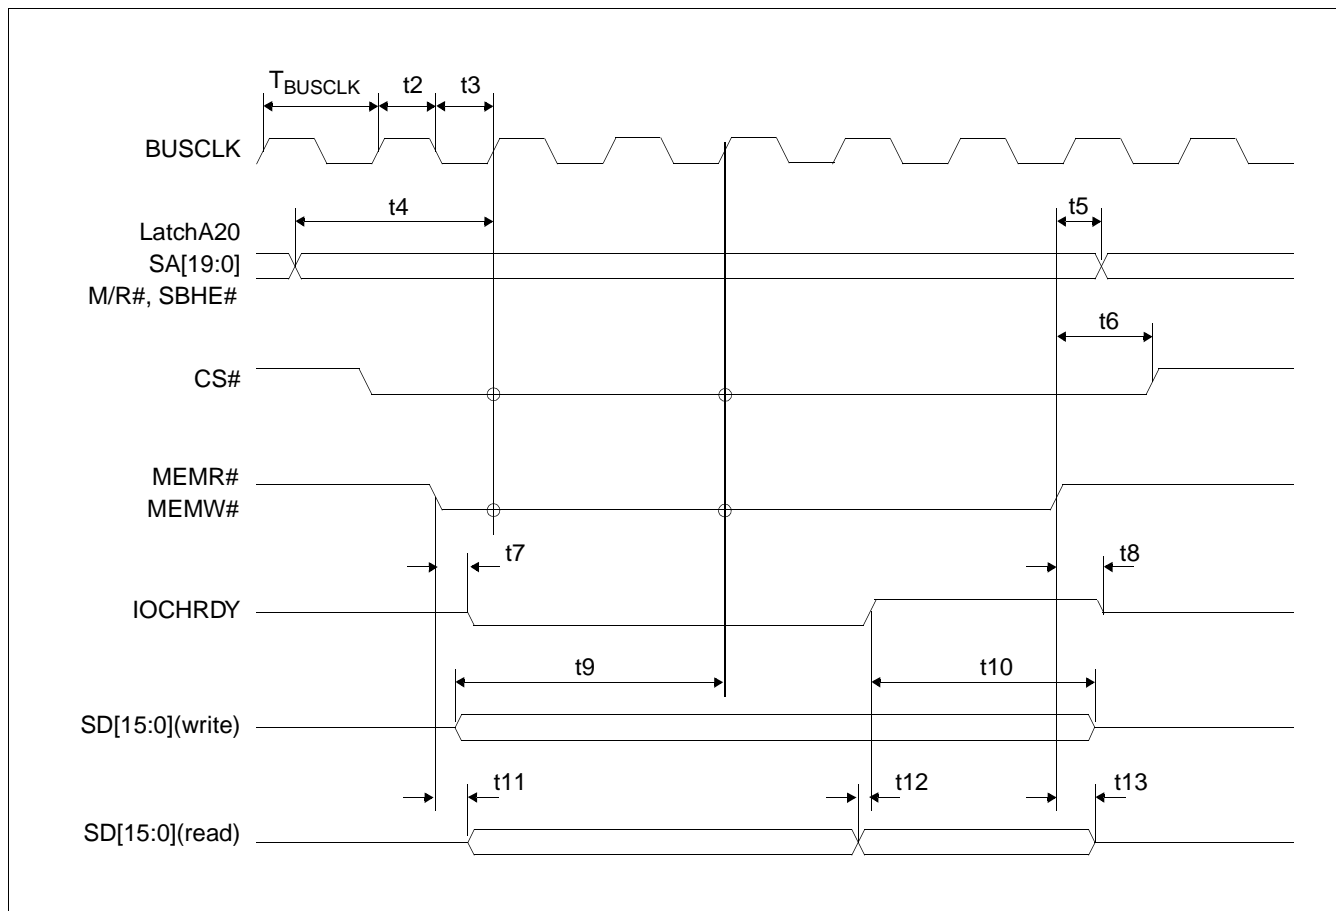 TBUSCLK t2 t3
BUSCLK
t4 t5
LatchA20
SA[19:0]
M/R#, SBHE#
t6
CS#
MEMR#
MEMW#
t7 t8
IOCHRDY
t9 t10
SD[15:0](write)
t11 t12 t13
SD[15:0](read)